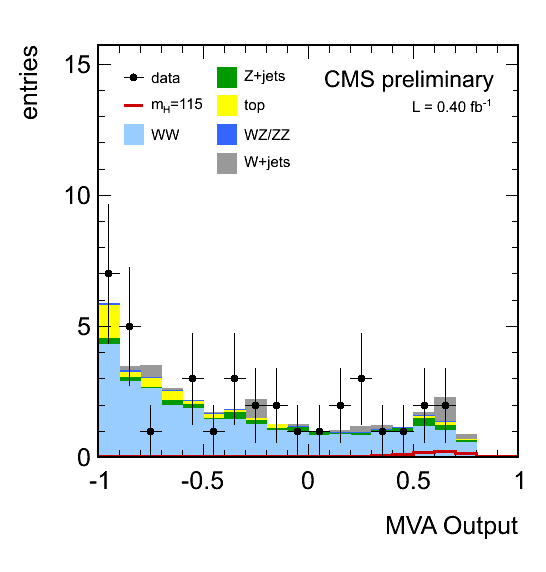 entries
15
10
5
0
-1
-0.5
0
0.5
1
MVA Output
data
m_H=115
WW
Z+jets
top
WZ/ZZ
W+jets
CMS preliminary
L = 0.40 fb⁻¹